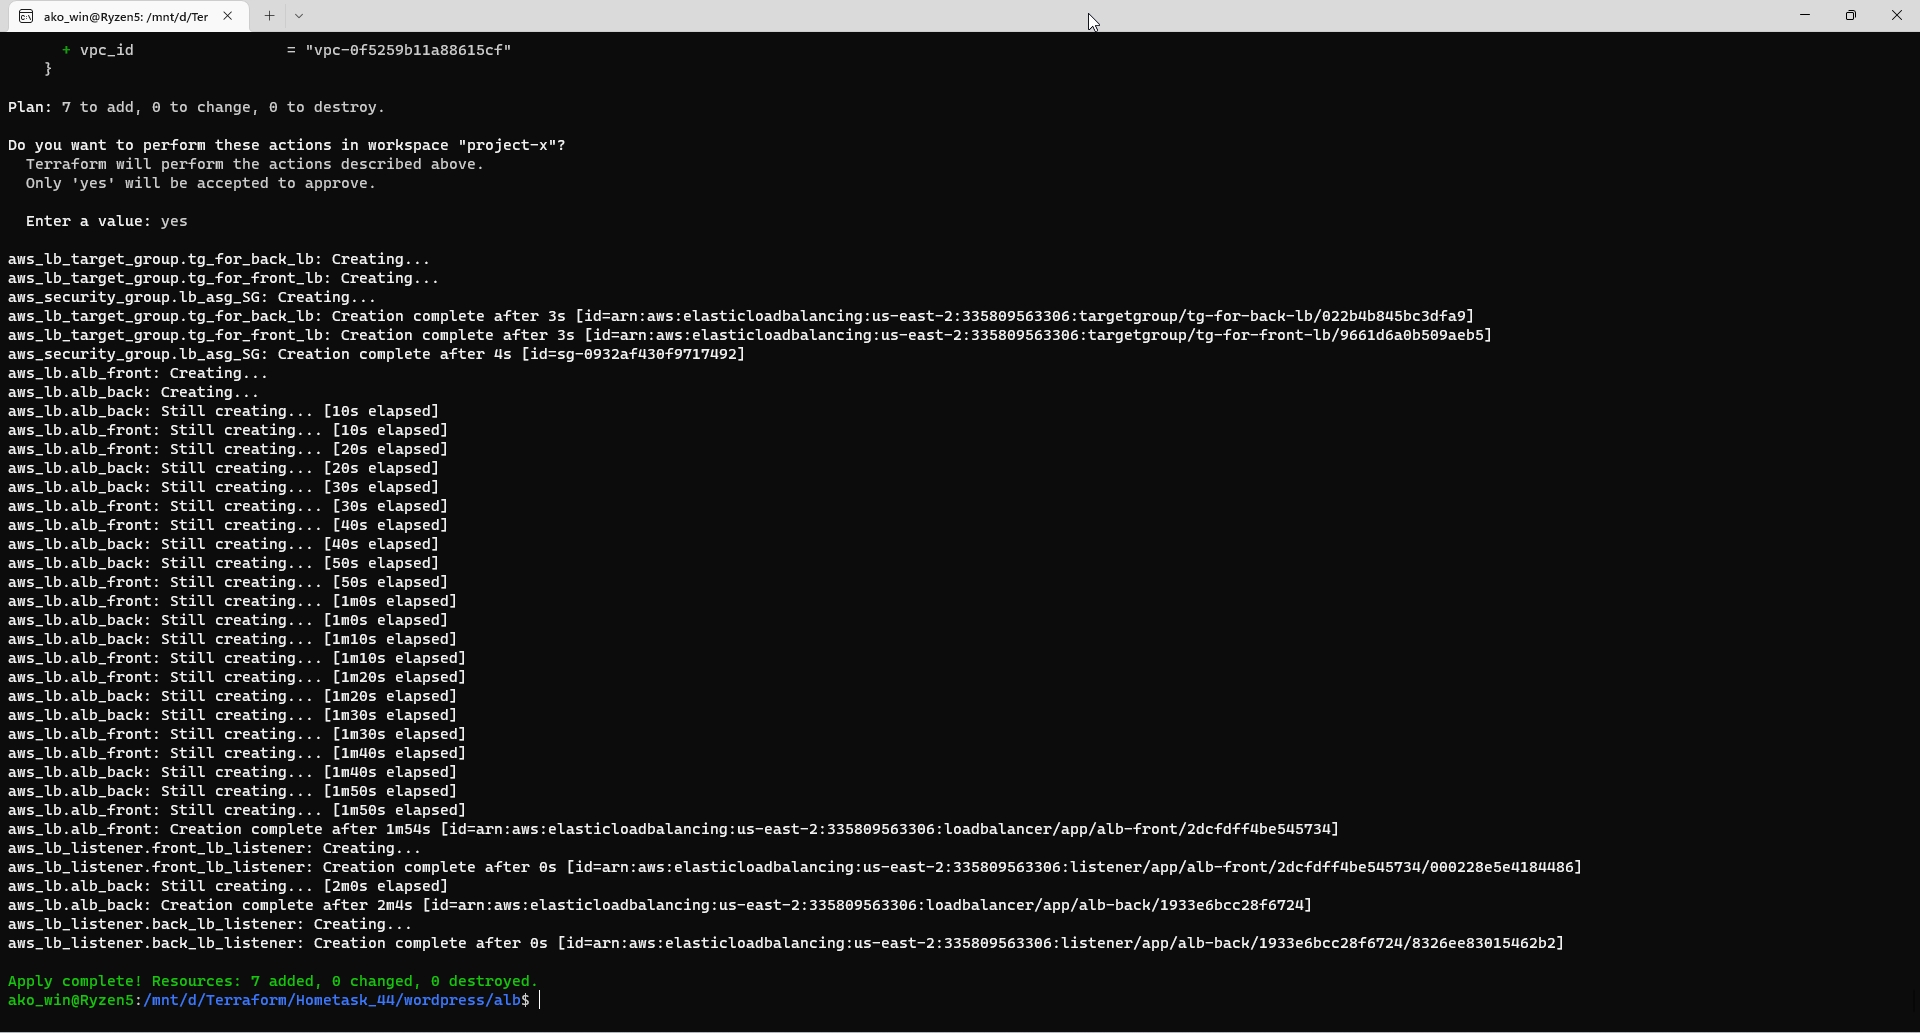 ako_win@Ryzen5: /mnt/d/Ter
+ vpc_id                 = "vpc-0f5259b11a88615cf"
}
Plan: 7 to add, 0 to change, 0 to destroy.
Do you want to perform these actions in workspace "project-x"?
Terraform will perform the actions described above.
Only 'yes' will be accepted to approve.
Enter a value: yes
aws_lb_target_group.tg_for_back_lb: Creating...
aws_lb_target_group.tg_for_front_lb: Creating...
aws_security_group.lb_asg_SG: Creating...
aws_lb_target_group.tg_for_back_lb: Creation complete after 3s [id=arn:aws:elasticloadbalancing:us-east-2:335809563306:targetgroup/tg-for-back-lb/022b4b845bc3dfa9]
aws_lb_target_group.tg_for_front_lb: Creation complete after 3s [id=arn:aws:elasticloadbalancing:us-east-2:335809563306:targetgroup/tg-for-front-lb/9661d6a0b509aeb5]
aws_security_group.lb_asg_SG: Creation complete after 4s [id=sg-0932af430f9717492]
aws_lb.alb_front: Creating...
aws_lb.alb_back: Creating...
aws_lb.alb_back: Still creating... [10s elapsed]
aws_lb.alb_front: Still creating... [10s elapsed]
aws_lb.alb_front: Still creating... [20s elapsed]
aws_lb.alb_back: Still creating... [20s elapsed]
aws_lb.alb_back: Still creating... [30s elapsed]
aws_lb.alb_front: Still creating... [30s elapsed]
aws_lb.alb_front: Still creating... [40s elapsed]
aws_lb.alb_back: Still creating... [40s elapsed]
aws_lb.alb_back: Still creating... [50s elapsed]
aws_lb.alb_front: Still creating... [50s elapsed]
aws_lb.alb_front: Still creating... [1m0s elapsed]
aws_lb.alb_back: Still creating... [1m0s elapsed]
aws_lb.alb_back: Still creating... [1m10s elapsed]
aws_lb.alb_front: Still creating... [1m10s elapsed]
aws_lb.alb_front: Still creating... [1m20s elapsed]
aws_lb.alb_back: Still creating... [1m20s elapsed]
aws_lb.alb_back: Still creating... [1m30s elapsed]
aws_lb.alb_front: Still creating... [1m30s elapsed]
aws_lb.alb_front: Still creating... [1m40s elapsed]
aws_lb.alb_back: Still creating... [1m40s elapsed]
aws_lb.alb_back: Still creating... [1m50s elapsed]
aws_lb.alb_front: Still creating... [1m50s elapsed]
aws_lb.alb_front: Creation complete after 1m54s [id=arn:aws:elasticloadbalancing:us-east-2:335809563306:loadbalancer/app/alb-front/2dcfdff4be545734]
aws_lb_listener.front_lb_listener: Creating...
aws_lb_listener.front_lb_listener: Creation complete after 0s [id=arn:aws:elasticloadbalancing:us-east-2:335809563306:listener/app/alb-front/2dcfdff4be545734/000228e5e4184486]
aws_lb.alb_back: Still creating... [2m0s elapsed]
aws_lb.alb_back: Creation complete after 2m4s [id=arn:aws:elasticloadbalancing:us-east-2:335809563306:loadbalancer/app/alb-back/1933e6bcc28f6724]
aws_lb_listener.back_lb_listener: Creating...
aws_lb_listener.back_lb_listener: Creation complete after 0s [id=arn:aws:elasticloadbalancing:us-east-2:335809563306:listener/app/alb-back/1933e6bcc28f6724/8326ee83015462b2]
Apply complete! Resources: 7 added, 0 changed, 0 destroyed.
ako_win@Ryzen5:/mnt/d/Terraform/Hometask_44/wordpress/alb$